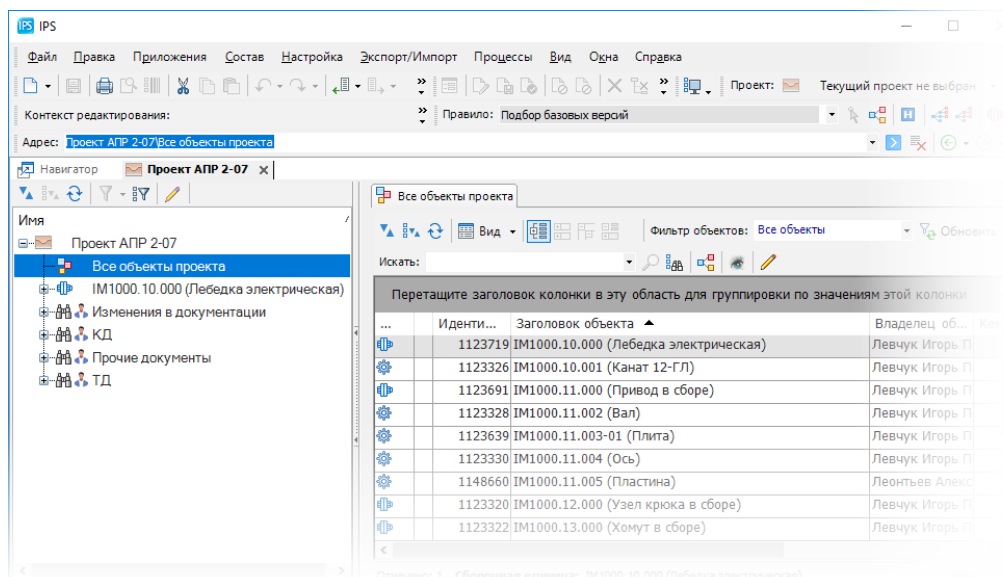 IPS IPS
Файл Правка Приложения Состав Настройка Экспорт/Импорт Процессы Вид Окна Справка
Проект: Текущий проект не выбран
Контекст редактирования: Правило: Подбор базовых версий
Адрес: Проект АПР 2-07\Все объекты проекта
Навигатор Проект АПР 2-07
Все объекты проекта
Имя
Вид Фильтр объектов: Все объекты Обновить
Проект АПР 2-07
Все объекты проекта
Искать:
IM1000.10.000 (Лебедка электрическая)
Изменения в документации
КД
Прочие документы
ТД
Перетащите заголовок колонки в эту область для группировки по значениям этой колонки
... Иденти... Заголовок объекта Владелец об...
1123719 IM1000.10.000 (Лебедка электрическая) Левчук Игорь П
1123326 IM1000.10.001 (Канат 12-ГЛ) Левчук Игорь П
1123691 IM1000.11.000 (Привод в сборе) Левчук Игорь П
1123328 IM1000.11.002 (Вал) Левчук Игорь П
1123639 IM1000.11.003-01 (Плита) Левчук Игорь П
1123330 IM1000.11.004 (Ось) Левчук Игорь П
1148660 IM1000.11.005 (Пластина) Леонтьев Алекс
1123320 IM1000.12.000 (Узел крюка в сборе) Левчук Игорь П
1123322 IM1000.13.000 (Хомут в сборе) Левчук Игорь П